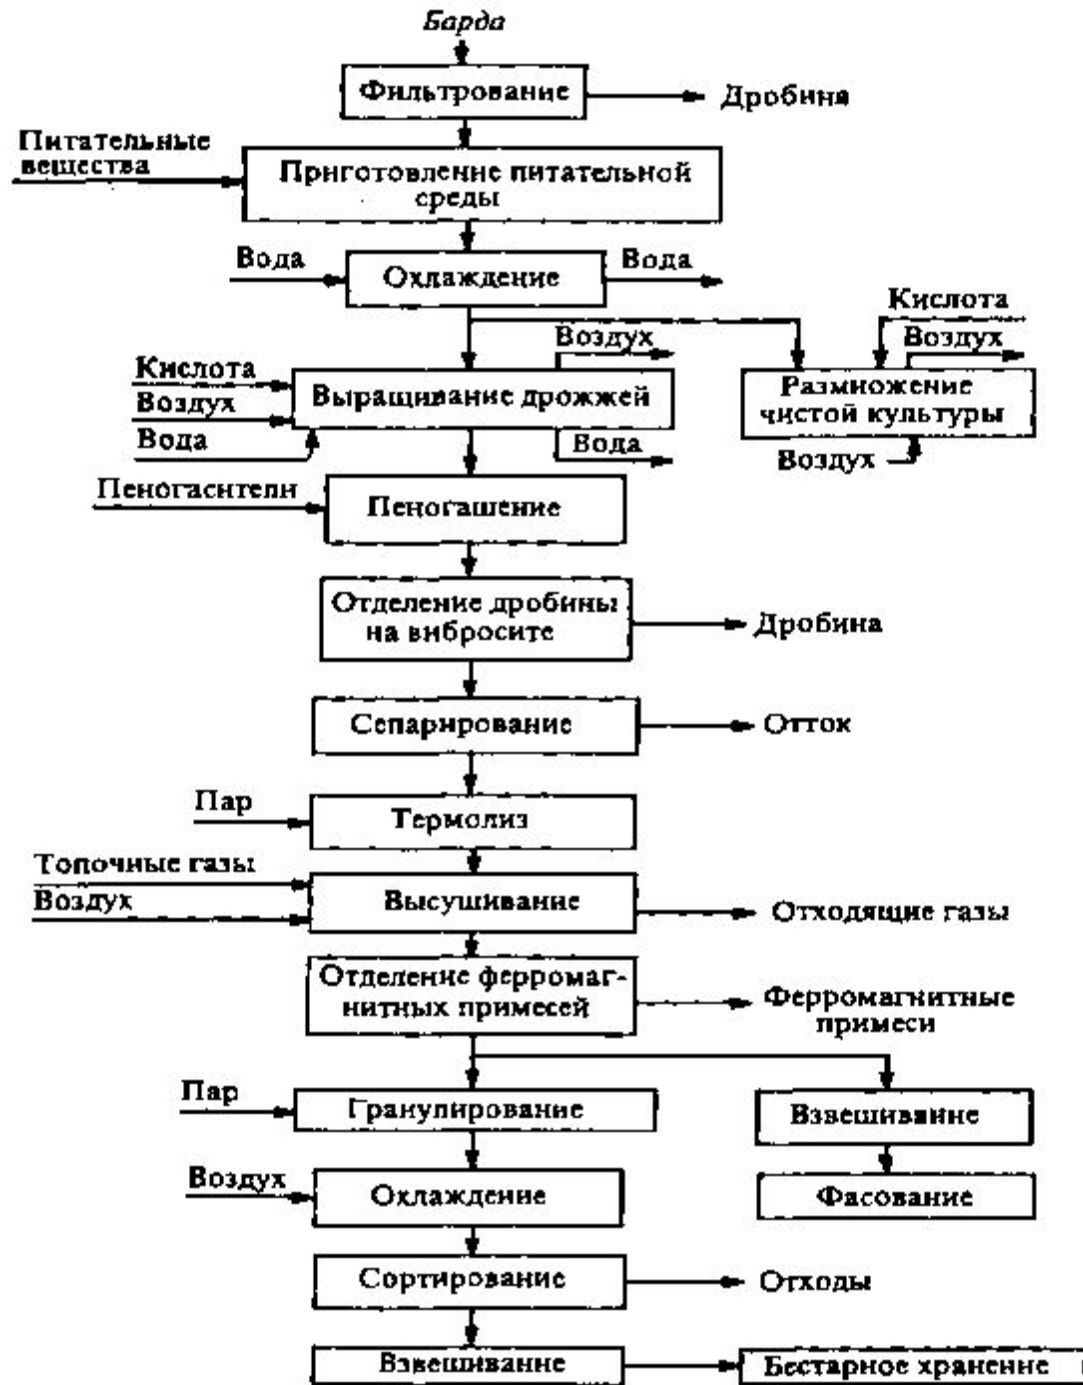 Барда
Фильтрование
Дробина
Питательные
вещества
Приготовление питательной
среды
Вода
Охлаждение
Вода
Кислота
Воздух
Воздух
Кислота
Воздух
Вода
Выращивание дрожжей
Размножение
чистой культуры
Вода
Воздух
Пеногасители
Пеногашение
Отделение дробины
на вибросите
Дробина
Сепарирование
Отток
Пар
Термолиз
Топочные газы
Воздух
Высушивание
Отходящие газы
Отделение ферромаг-
нитных примесей
Ферромагнитные
примеси
Пар
Гранулирование
Взвешивание
Воздух
Охлаждение
Фасование
Сортирование
Отходы
Взвешивание
Бестарное хранение